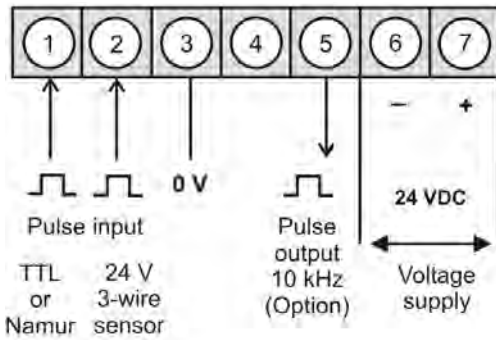 1 2 3 4 5 6 7
– +
0 V
24 VDC
Pulse input
TTL
or
Namur
24 V
3-wire
sensor
Pulse
output
10 kHz
(Option)
Voltage
supply